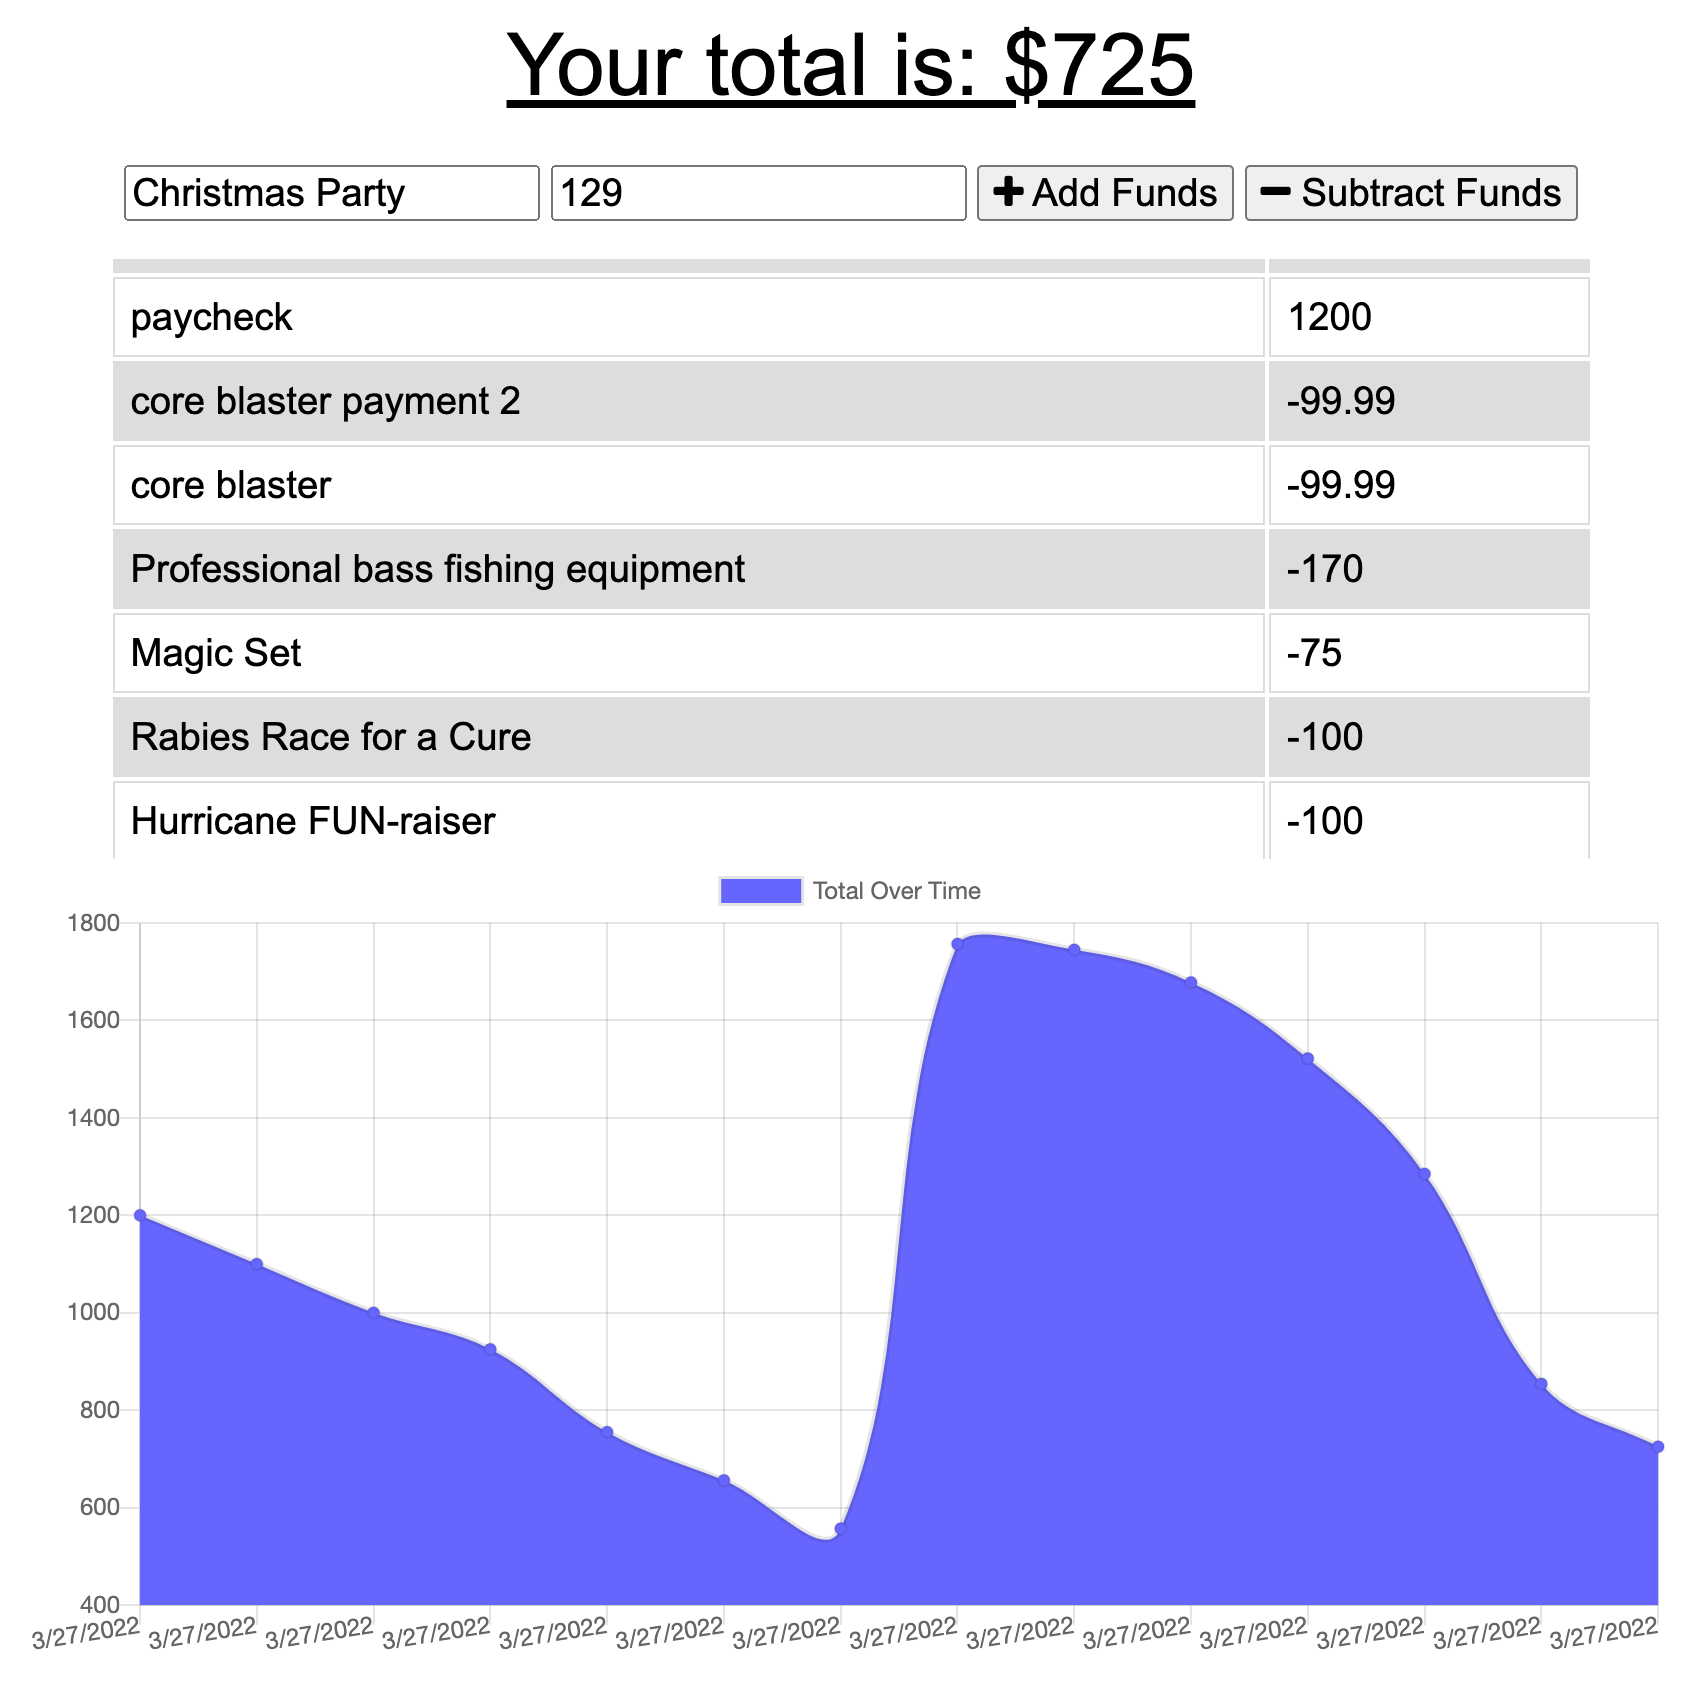 Your total is: $725
Christmas Party 129 Add Funds Subtract Funds
paycheck 1200
core blaster payment 2 -99.99
core blaster -99.99
Professional bass fishing equipment -170
Magic Set -75
Rabies Race for a Cure -100
Hurricane FUN-raiser -100
Total Over Time
1800
1600
1400
1200
1000
800
600
400
3/27/2022 3/27/2022 3/27/2022 3/27/2022 3/27/2022 3/27/2022 3/27/2022 3/27/2022 3/27/2022 3/27/2022 3/27/2022 3/27/2022 3/27/2022 3/27/2022